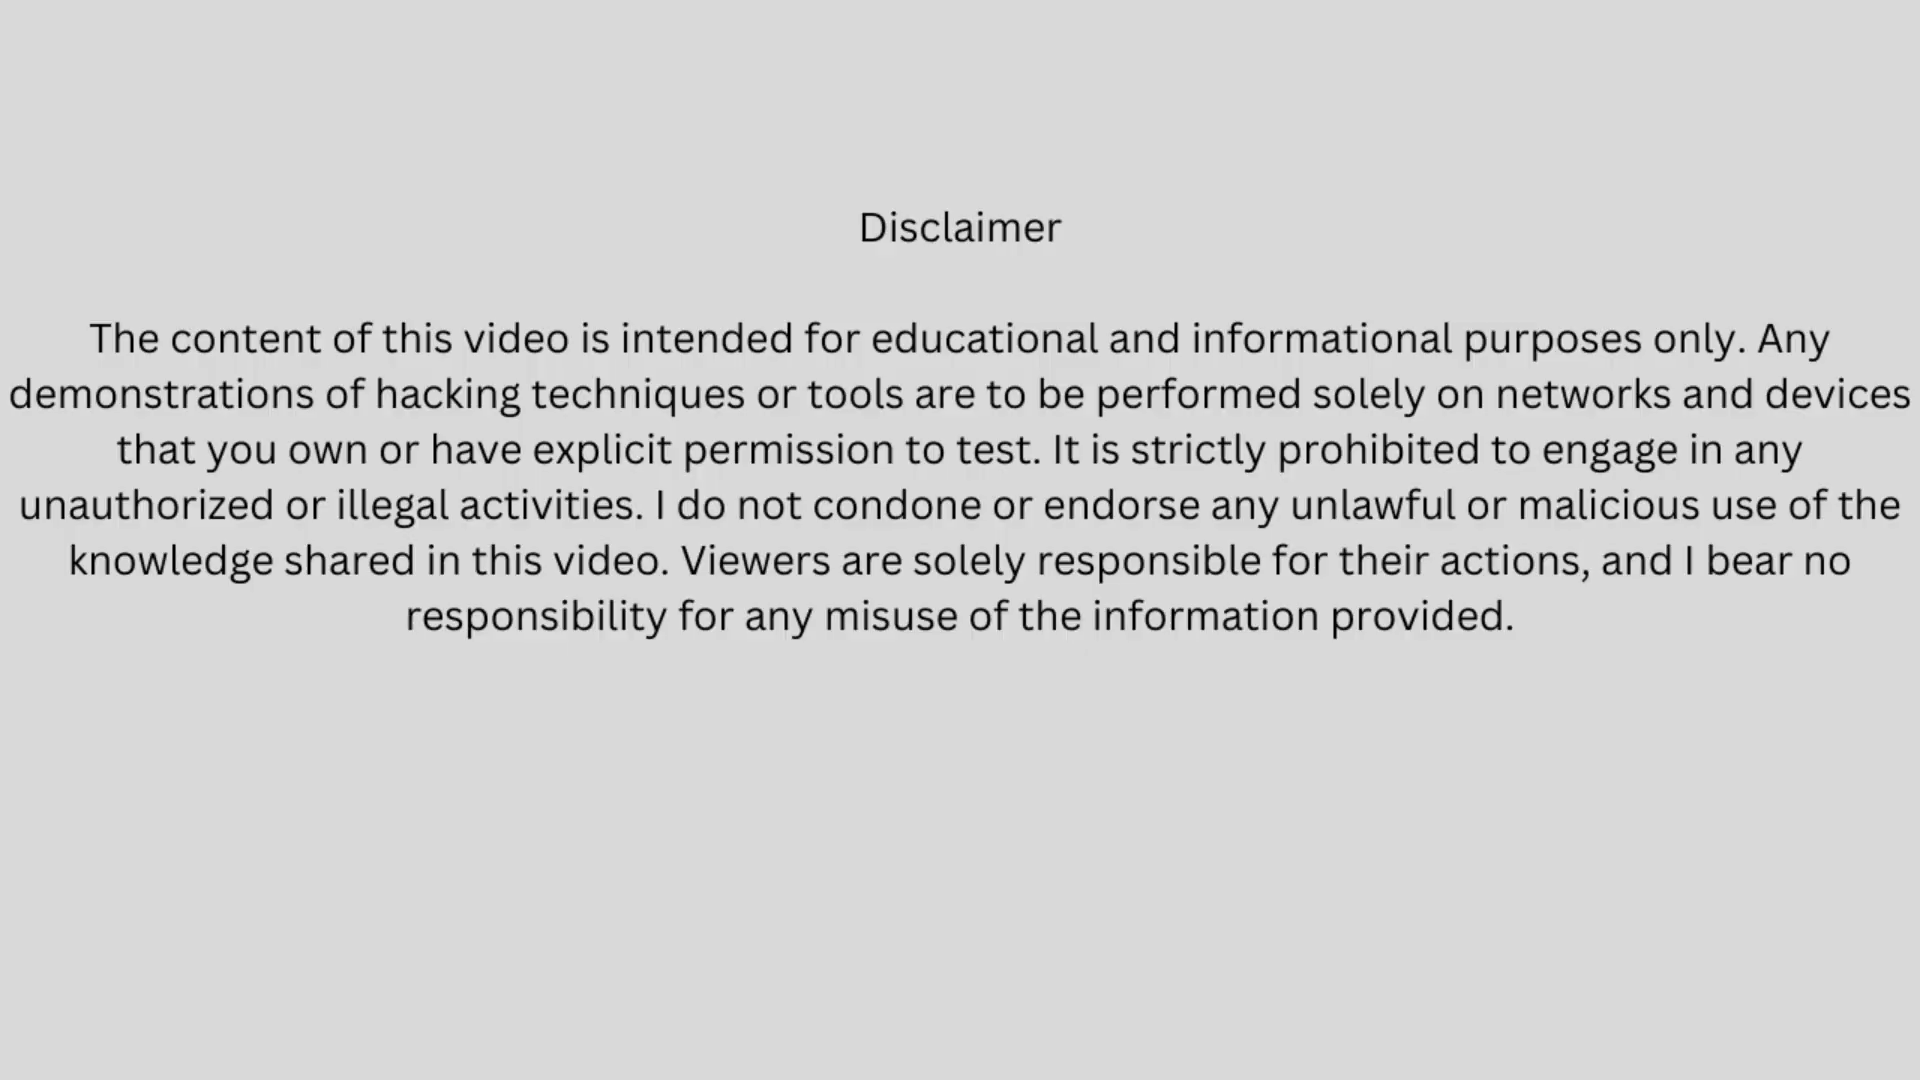 Disclaimer
The content of this video is intended for educational and informational purposes only. Any
demonstrations of hacking techniques or tools are to be performed solely on networks and devices
that you own or have explicit permission to test. It is strictly prohibited to engage in any
unauthorized or illegal activities. I do not condone or endorse any unlawful or malicious use of the
knowledge shared in this video. Viewers are solely responsible for their actions, and I bear no
responsibility for any misuse of the information provided.